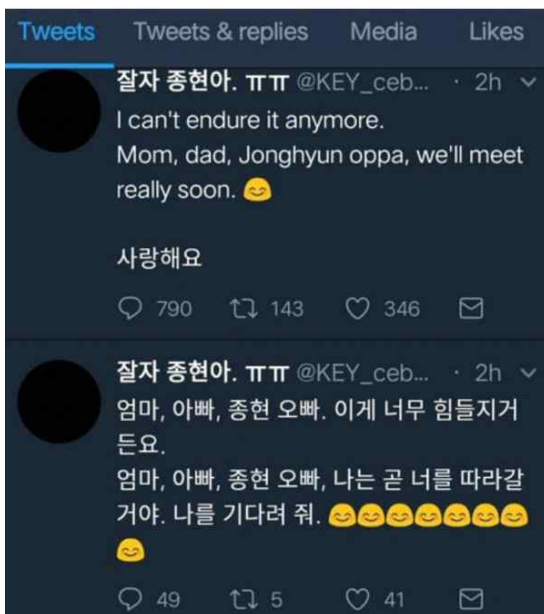 Tweets Tweets & replies Media Likes
잘자 종현아. ㅠㅠ @KEY_ceb... · 2h
I can't endure it anymore.
Mom, dad, Jonghyun oppa, we'll meet
really soon. 😊
사랑해요
790 143 346
잘자 종현아. ㅠㅠ @KEY_ceb... · 2h
엄마, 아빠, 종현 오빠. 이게 너무 힘들지거
든요.
엄마, 아빠, 종현 오빠, 나는 곧 너를 따라갈
거야. 나를 기다려 줘. 😊😊😊😊😊😊😊
😊
49 5 41